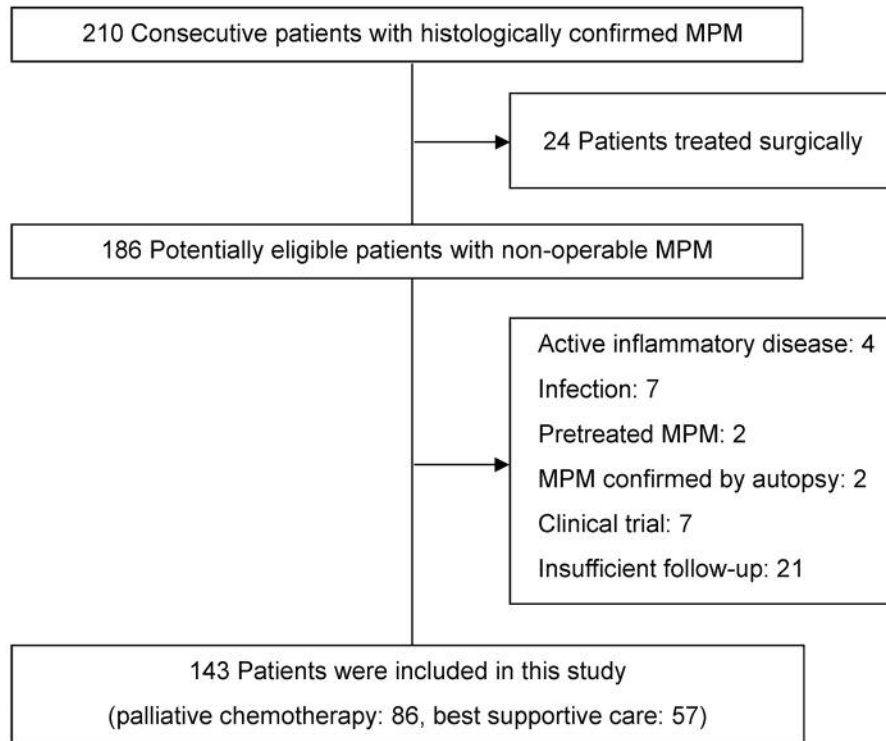 210 Consecutive patients with histologically confirmed MPM
24 Patients treated surgically
186 Potentially eligible patients with non-operable MPM
Active inflammatory disease: 4
Infection: 7
Pretreated MPM: 2
MPM confirmed by autopsy: 2
Clinical trial: 7
Insufficient follow-up: 21
143 Patients were included in this study
(palliative chemotherapy: 86, best supportive care: 57)